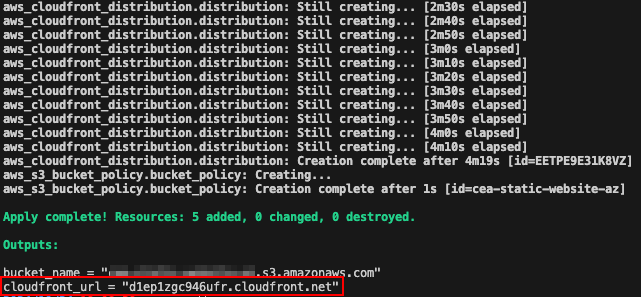 aws_cloudfront_distribution.distribution: Still creating... [2m30s elapsed]
aws_cloudfront_distribution.distribution: Still creating... [2m40s elapsed]
aws_cloudfront_distribution.distribution: Still creating... [2m50s elapsed]
aws_cloudfront_distribution.distribution: Still creating... [3m0s elapsed]
aws_cloudfront_distribution.distribution: Still creating... [3m10s elapsed]
aws_cloudfront_distribution.distribution: Still creating... [3m20s elapsed]
aws_cloudfront_distribution.distribution: Still creating... [3m30s elapsed]
aws_cloudfront_distribution.distribution: Still creating... [3m40s elapsed]
aws_cloudfront_distribution.distribution: Still creating... [3m50s elapsed]
aws_cloudfront_distribution.distribution: Still creating... [4m0s elapsed]
aws_cloudfront_distribution.distribution: Still creating... [4m10s elapsed]
aws_cloudfront_distribution.distribution: Creation complete after 4m19s [id=EETPE9E31K8VZ]
aws_s3_bucket_policy.bucket_policy: Creating...
aws_s3_bucket_policy.bucket_policy: Creation complete after 1s [id=cea-static-website-az]
Apply complete! Resources: 5 added, 0 changed, 0 destroyed.
Outputs:
bucket_name = ".s3.amazonaws.com"
cloudfront_url = "d1ep1zgc946ufr.cloudfront.net"